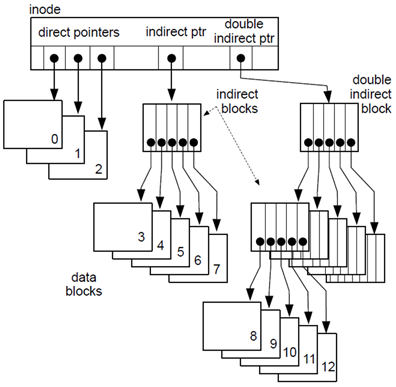 inode
direct pointers
indirect ptr
double
indirect ptr
indirect
blocks
double
indirect
block
0
1
2
3
4
5
6
7
data
blocks
8
9
10
11
12